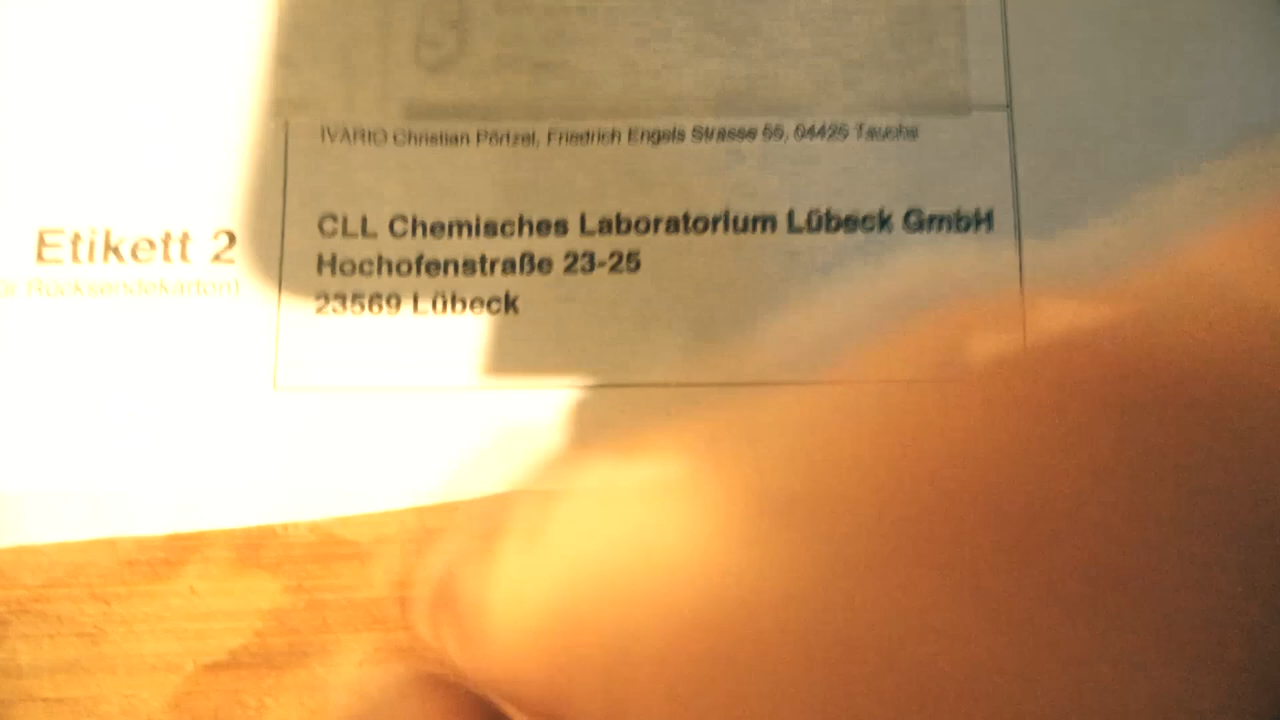 IVARIO Christian Pörtzel, Friedrich Engels Strasse 55, 04425 Taucha
CLL Chemisches Laboratorium Lübeck GmbH
Hochofenstraße 23-25
23569 Lübeck
Etikett 2
Rücksendekarton)